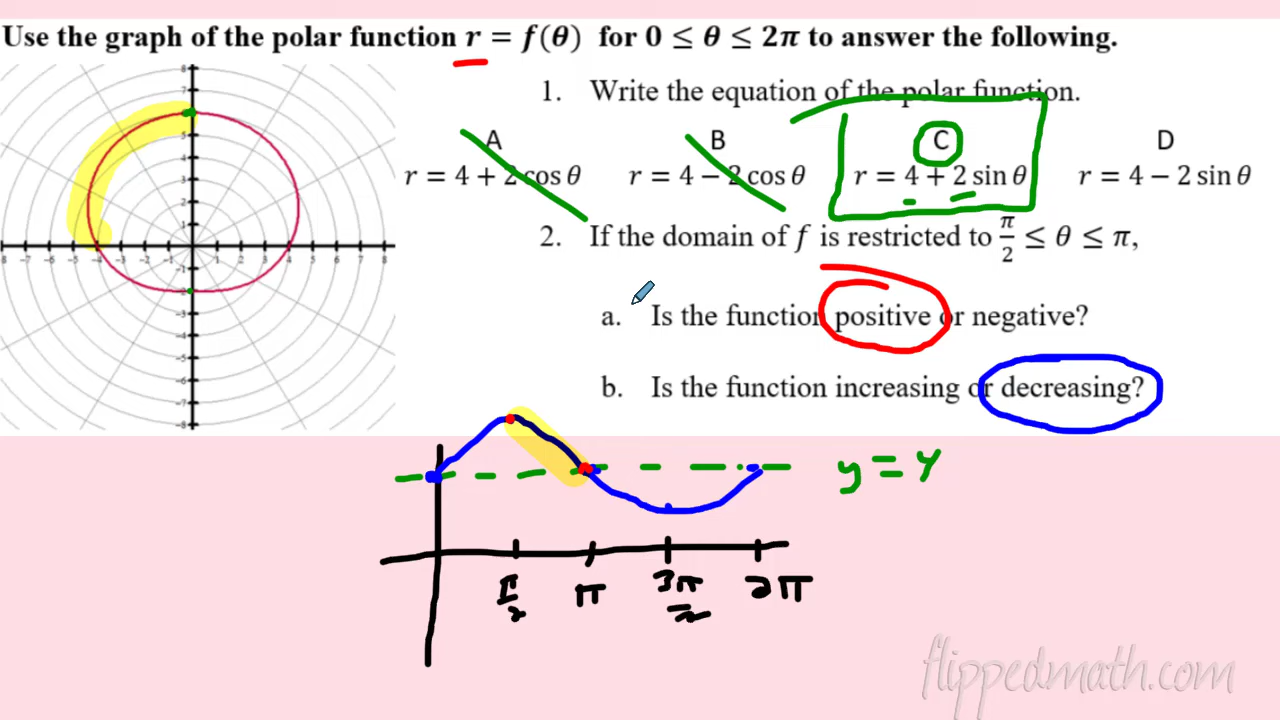 Use the graph of the polar function r = f(θ) for 0 ≤ θ ≤ 2π to answer the following.
1. Write the equation of the polar function.
A B C D
r = 4 + 2 cos θ r = 4 − 2 cos θ r = 4 + 2 sin θ r = 4 − 2 sin θ
2. If the domain of f is restricted to π/2 ≤ θ ≤ π,
a. Is the function positive or negative?
b. Is the function increasing or decreasing?
y = 4
π/2 π 3π/2 2π
flippedmath.com